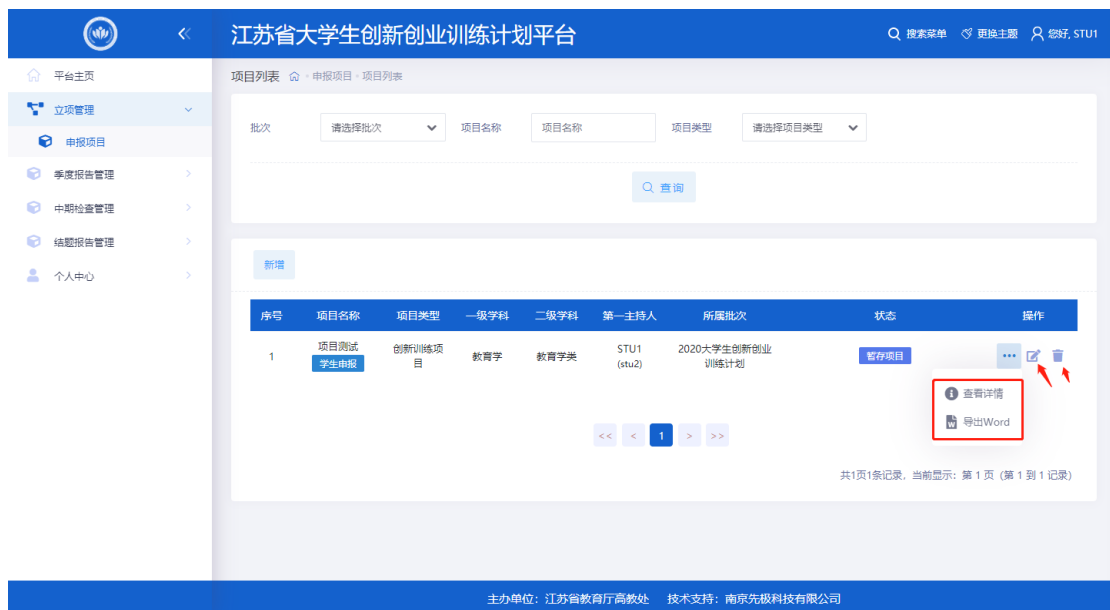 江苏省大学生创新创业训练计划平台
搜索菜单 更换主题 您好, STU1
平台主页
立项管理
申报项目
季度报告管理
中期检查管理
结题报告管理
个人中心
项目列表 申报项目 项目列表
批次 请选择批次 项目名称 项目名称 项目类型 请选择项目类型
查询
新增
序号 项目名称 项目类型 一级学科 二级学科 第一主持人 所属批次 状态 操作
1 项目测试 创新训练项 教育学 教育学类 STU1 2020大学生创新创业 暂存项目
学生申报 目 (stu2) 训练计划
查看详情
导出Word
<< < 1 > >>
共1页1条记录, 当前显示: 第 1 页 (第 1 到 1 记录)
主办单位: 江苏省教育厅高教处 技术支持: 南京先极科技有限公司